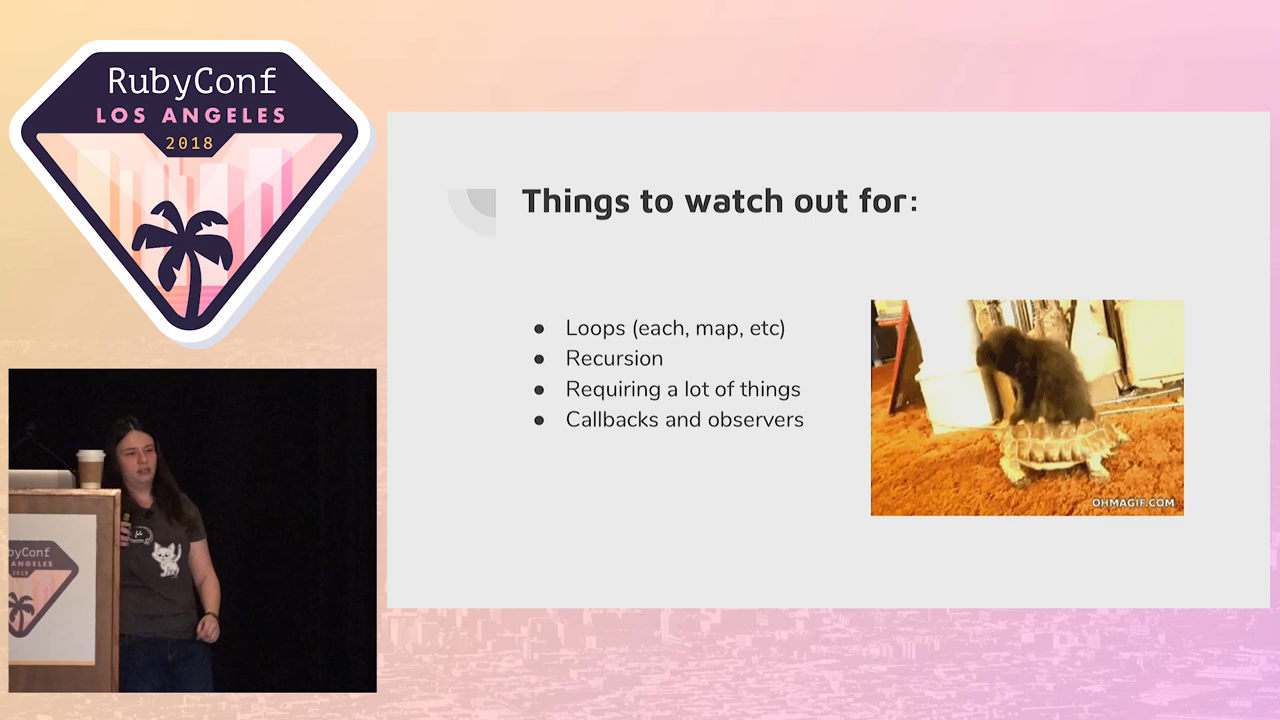 RubyConf
LOS ANGELES
2018
Things to watch out for:
● Loops (each, map, etc)
● Recursion
● Requiring a lot of things
● Callbacks and observers
OHMAGIF.COM
byConf
ANGELES
2018
μ